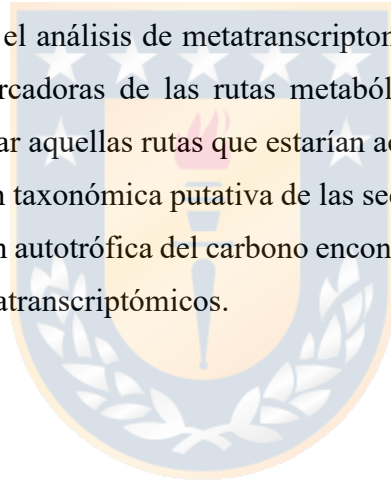 el análisis de metatranscripton
rcadoras de las rutas metaból
ar aquellas rutas que estarían ac
n taxonómica putativa de las sec
n autotrófica del carbono encon
atranscriptómicos.